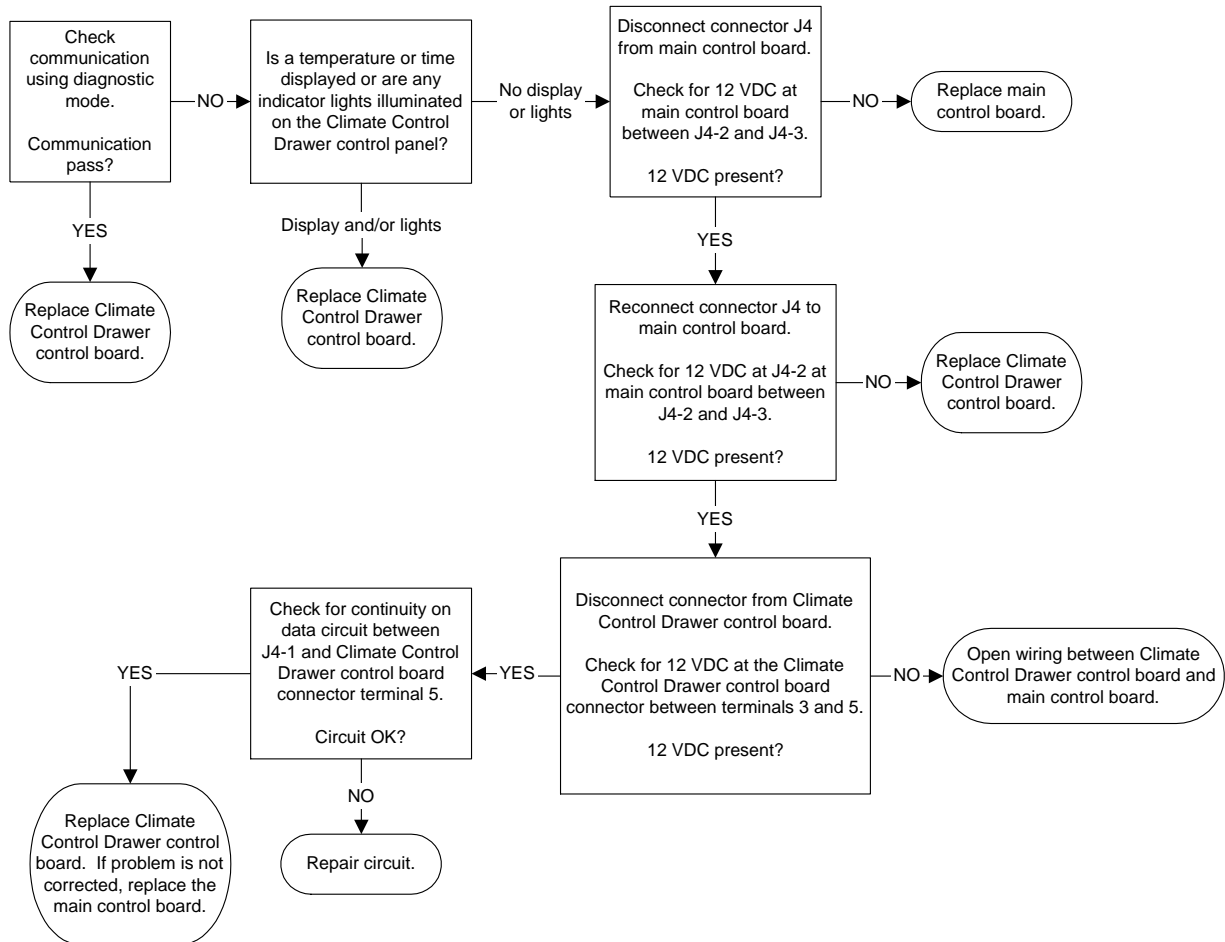 Check
communication
using diagnostic
mode.
Communication
pass?
NO
Is a temperature or time
displayed or are any
indicator lights illuminated
on the Climate Control
Drawer control panel?
No display
or lights
Disconnect connector J4
from main control board.
Check for 12 VDC at
main control board
between J4-2 and J4-3.
12 VDC present?
NO
Replace main
control board.
YES
Replace Climate
Control Drawer
control board.
Display and/or lights
Replace Climate
Control Drawer
control board.
YES
Reconnect connector J4 to
main control board.
Check for 12 VDC at J4-2 at
main control board between
J4-2 and J4-3.
12 VDC present?
NO
Replace Climate
Control Drawer
control board.
YES
Disconnect connector from Climate
Control Drawer control board.
Check for 12 VDC at the Climate
Control Drawer control board
connector between terminals 3 and 5.
12 VDC present?
NO
Open wiring between Climate
Control Drawer control board and
main control board.
YES
Check for continuity on
data circuit between
J4-1 and Climate Control
Drawer control board
connector terminal 5.
Circuit OK?
YES
Replace Climate
Control Drawer control
board.  If problem is not
corrected, replace the
main control board.
NO
Repair circuit.